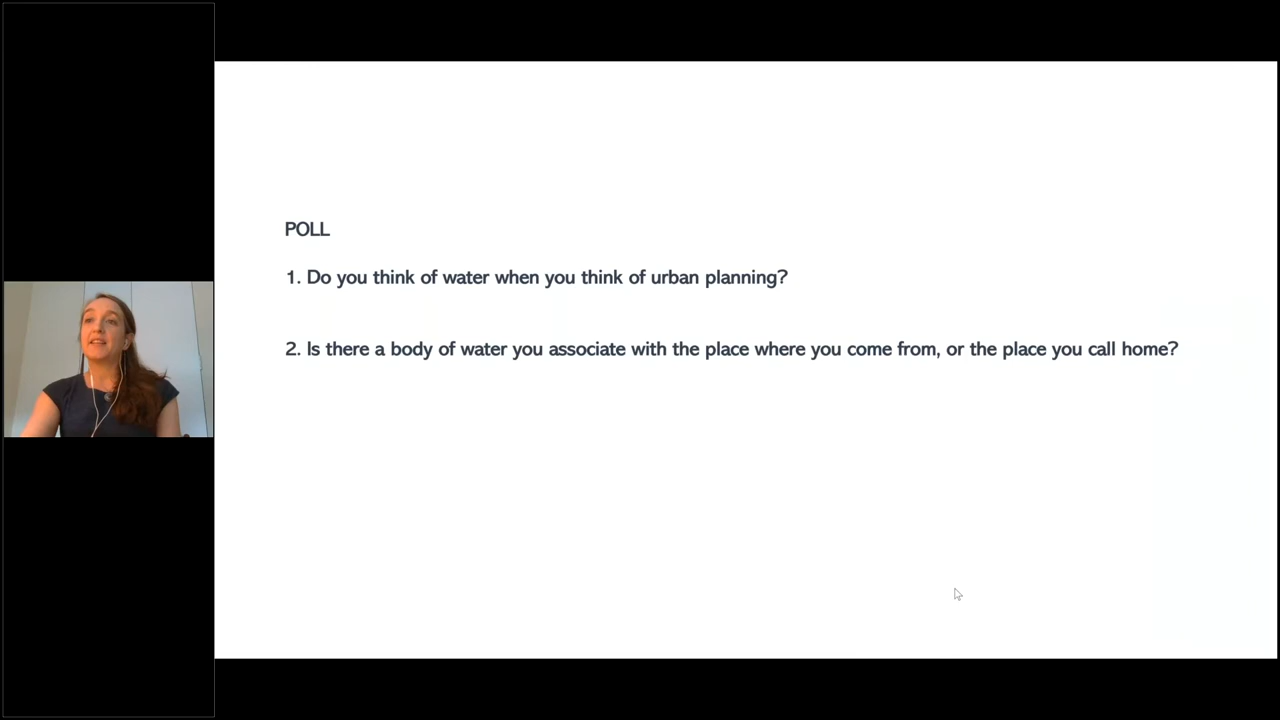 POLL
1. Do you think of water when you think of urban planning?
2. Is there a body of water you associate with the place where you come from, or the place you call home?